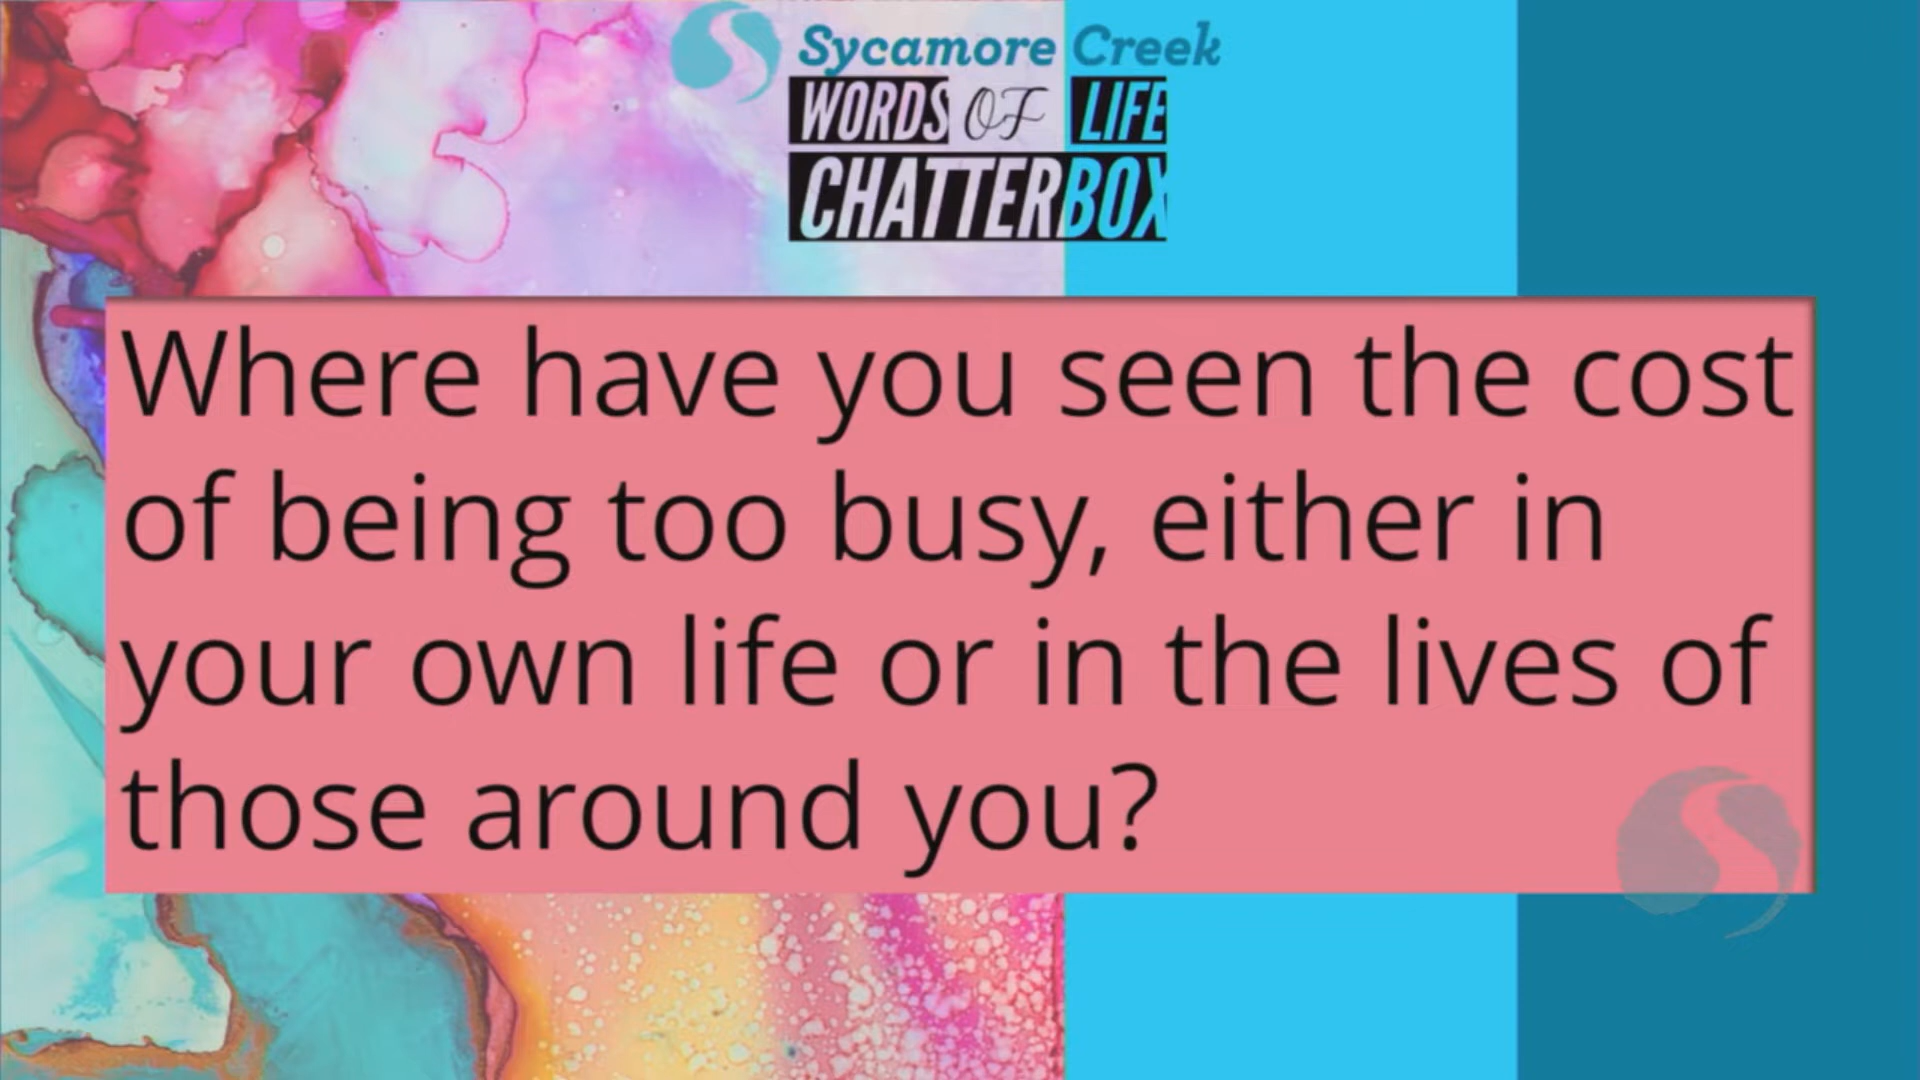 Sycamore Creek
WORDS OF LIFE
CHATTERBOX
Where have you seen the cost
of being too busy, either in
your own life or in the lives of
those around you?